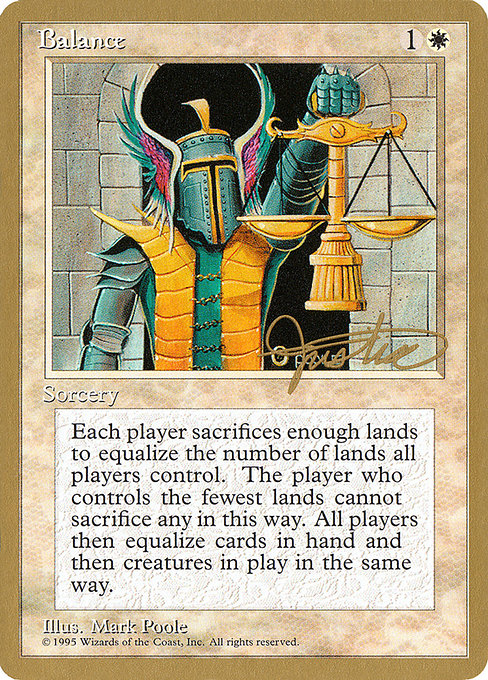 Balance 1
Sorcery
Each player sacrifices enough lands
to equalize the number of lands all
players control. The player who
controls the fewest lands cannot
sacrifice any in this way. All players
then equalize cards in hand and
then creatures in play in the same
way.
Illus. Mark Poole
© 1995 Wizards of the Coast, Inc. All rights reserved.